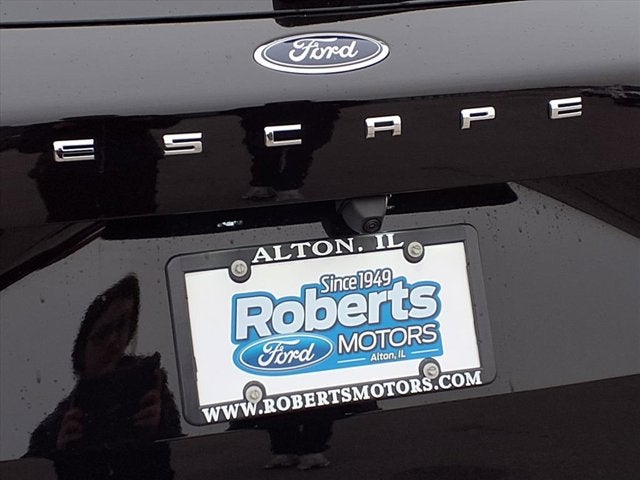 Ford
ESCAPE
ALTON, IL
Since 1949
Roberts
Ford MOTORS
Alton, IL
WWW.ROBERTSMOTORS.COM